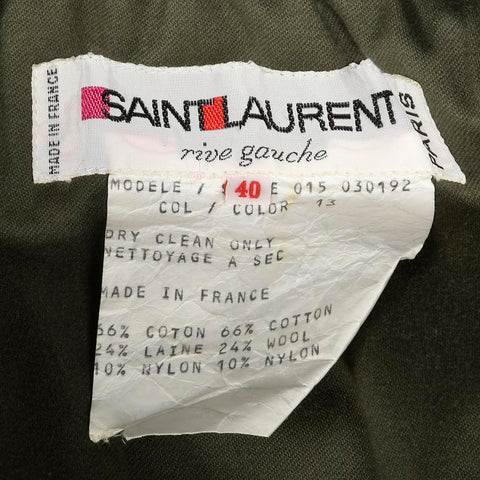 MADE IN FRANCE
SAINT LAURENT
PARIS
rive gauche
MODELE / 40 E 015 030192
COL / COLOR 13
DRY CLEAN ONLY
NETTOYAGE A SEC
MADE IN FRANCE
66% COTON 66% COTTON
24% LAINE 24% WOOL
10% NYLON 10% NYLON